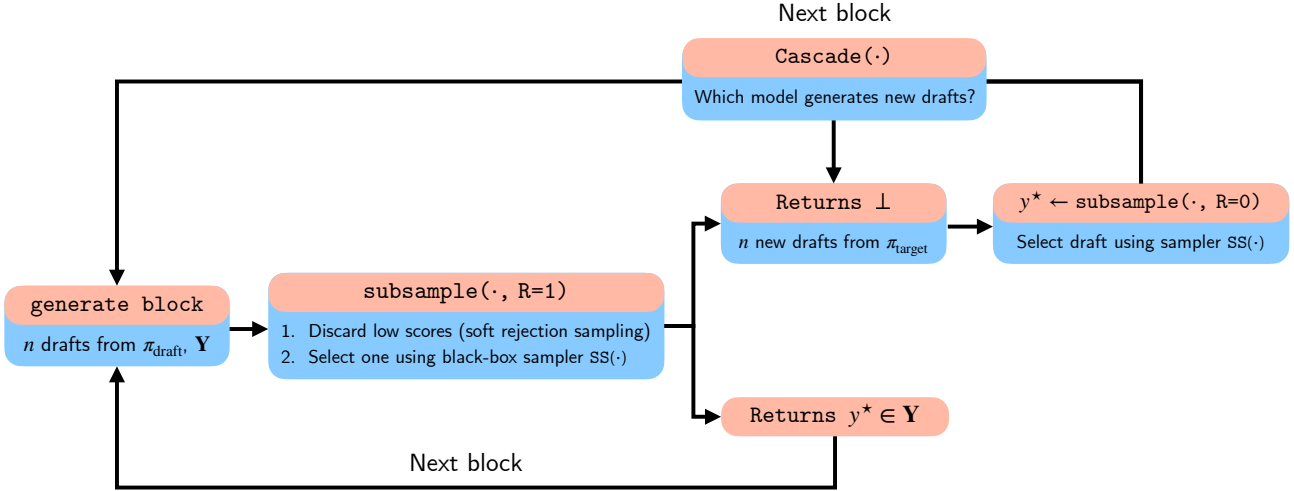 Next block
Cascade(·)
Which model generates new drafts?
Returns ⊥
n new drafts from π_target
y⋆ ← subsample(·, R=0)
Select draft using sampler SS(·)
generate block
n drafts from π_draft, Y
subsample(·, R=1)
1. Discard low scores (soft rejection sampling)
2. Select one using black-box sampler SS(·)
Returns y⋆ ∈ Y
Next block